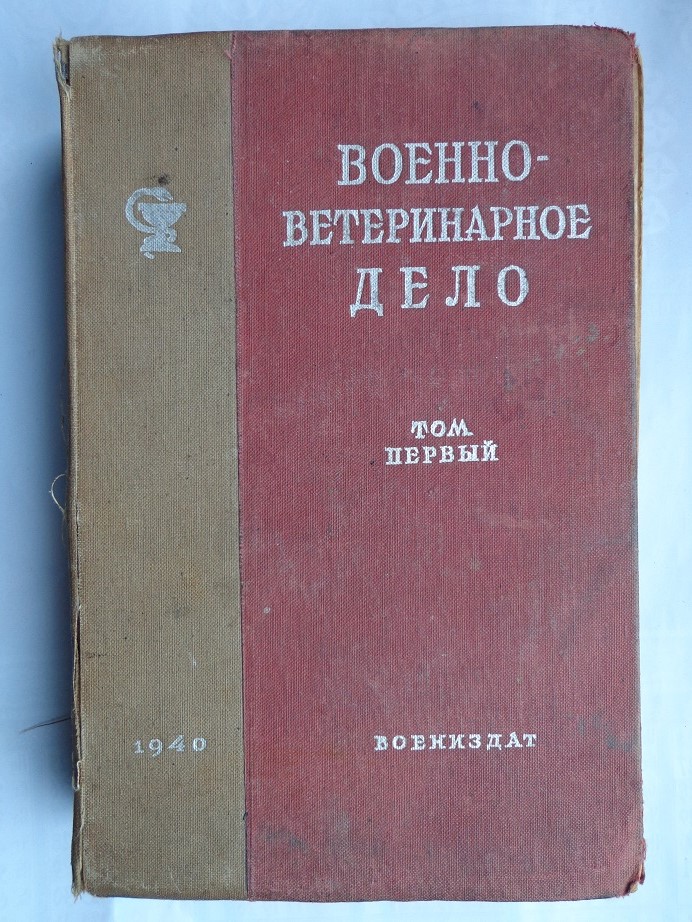 ВОЕННО-
ВЕТЕРИНАРНОЕ
ДЕЛО
ТОМ
ПЕРВЫЙ
1940
ВОЕНИЗДАТ